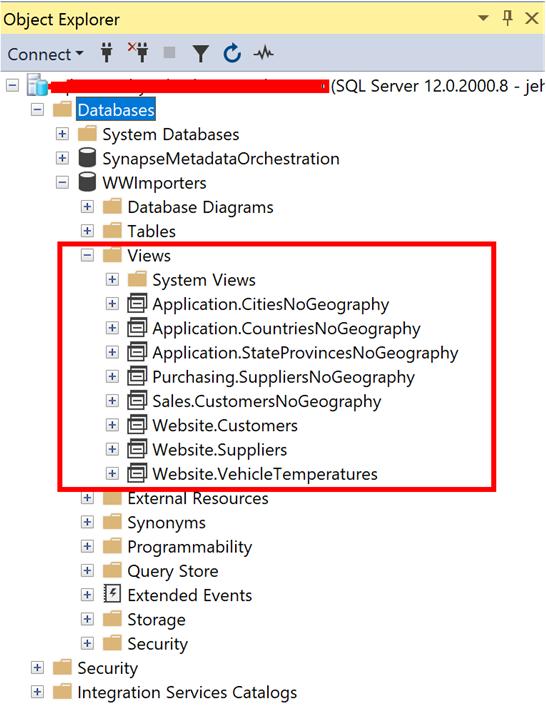 Object Explorer
Connect
(SQL Server 12.0.2000.8 - jeh
Databases
System Databases
SynapseMetadataOrchestration
WWImporters
Database Diagrams
Tables
Views
System Views
Application.CitiesNoGeography
Application.CountriesNoGeography
Application.StateProvincesNoGeography
Purchasing.SuppliersNoGeography
Sales.CustomersNoGeography
Website.Customers
Website.Suppliers
Website.VehicleTemperatures
External Resources
Synonyms
Programmability
Query Store
Extended Events
Storage
Security
Security
Integration Services Catalogs